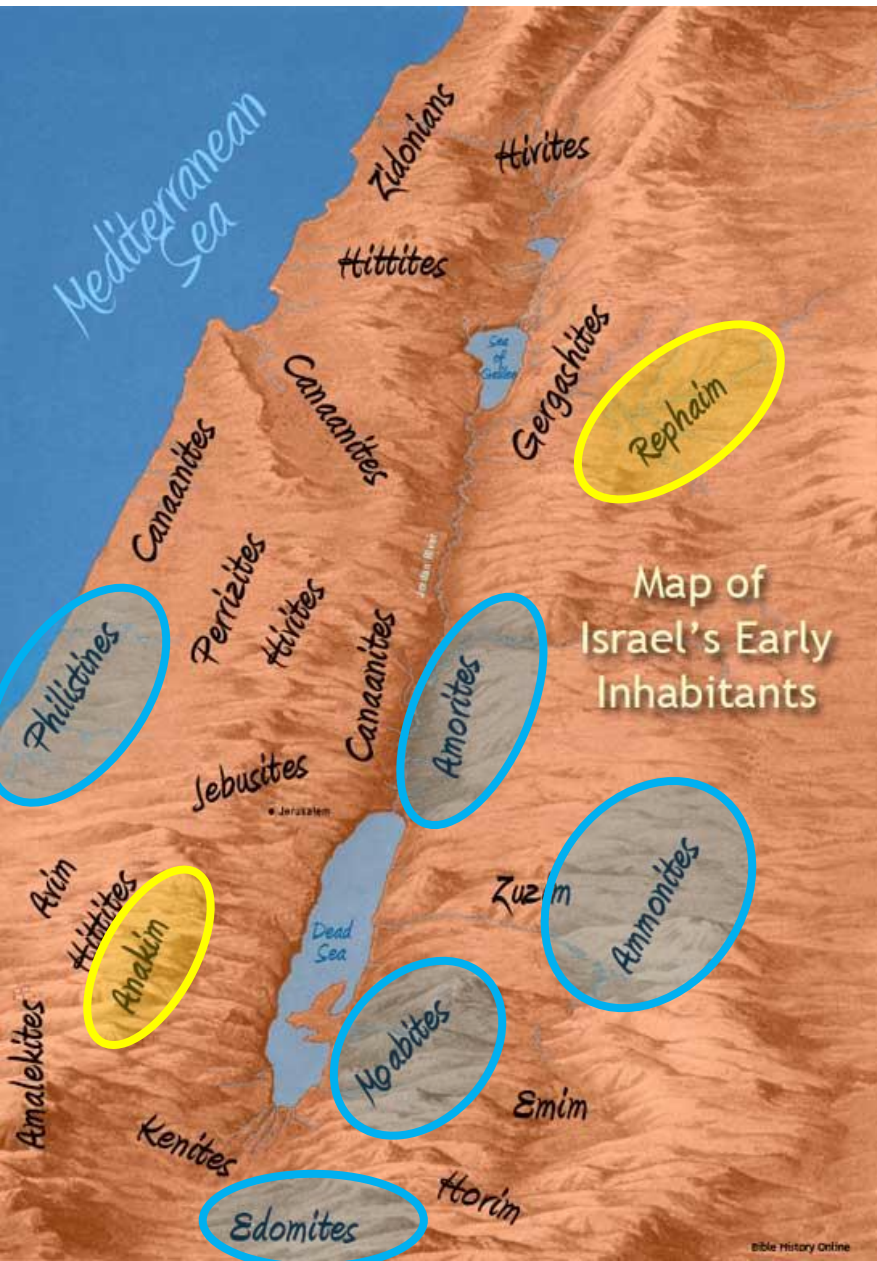 Mediterranean
Sea
Zidonians
Hivites
Hittites
Sea
of
Galilee
Gergashites
Rephaim
Canaanites
Canaanites
Jordan River
Perizzites
Hivites
Canaanites
Philistines
Amorites
Map of
Israel's Early
Inhabitants
Jebusites
Jerusalem
Avim
Hittites
Anakim
Dead
Sea
Zuzim
Ammonites
Moabites
Amalekites
Emim
Kenites
Horim
Edomites
Bible History Online